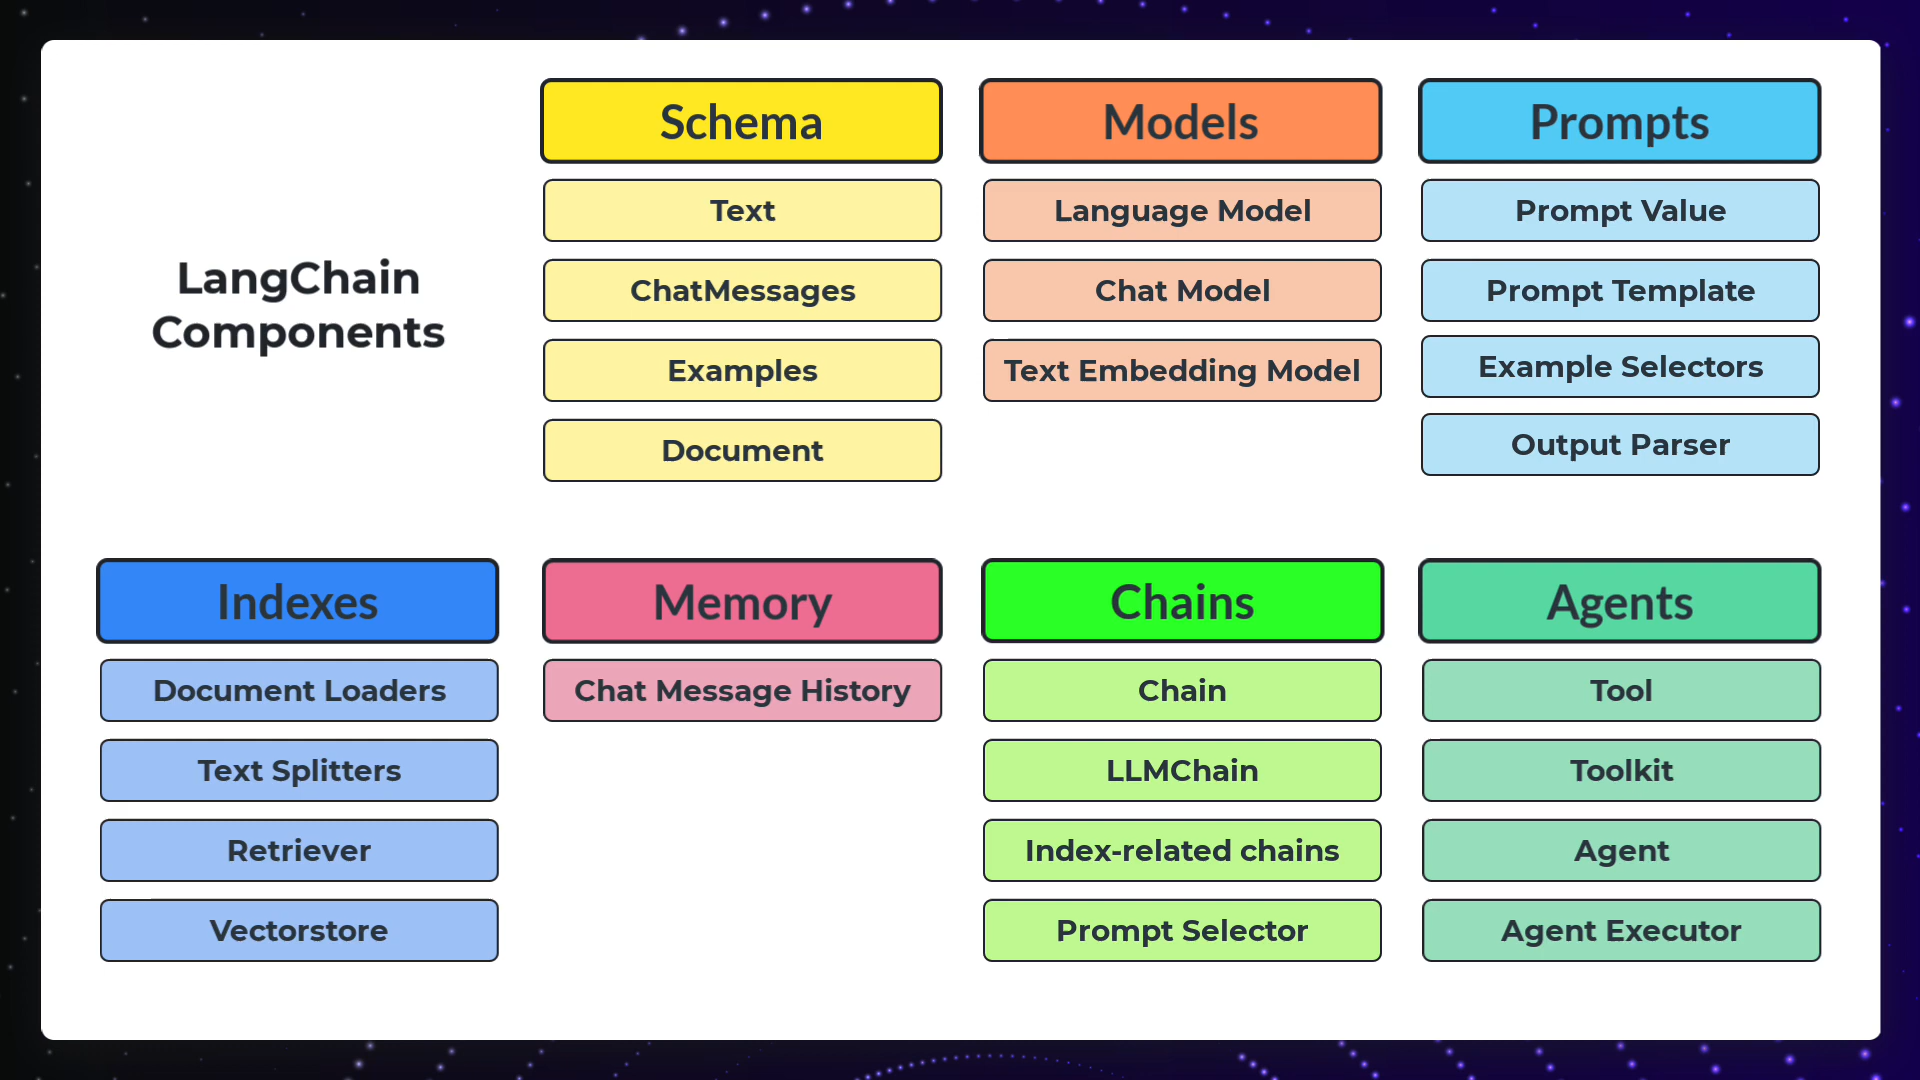 LangChain
Components
Schema
Text
ChatMessages
Examples
Document
Models
Language Model
Chat Model
Text Embedding Model
Prompts
Prompt Value
Prompt Template
Example Selectors
Output Parser
Indexes
Document Loaders
Text Splitters
Retriever
Vectorstore
Memory
Chat Message History
Chains
Chain
LLMChain
Index-related chains
Prompt Selector
Agents
Tool
Toolkit
Agent
Agent Executor